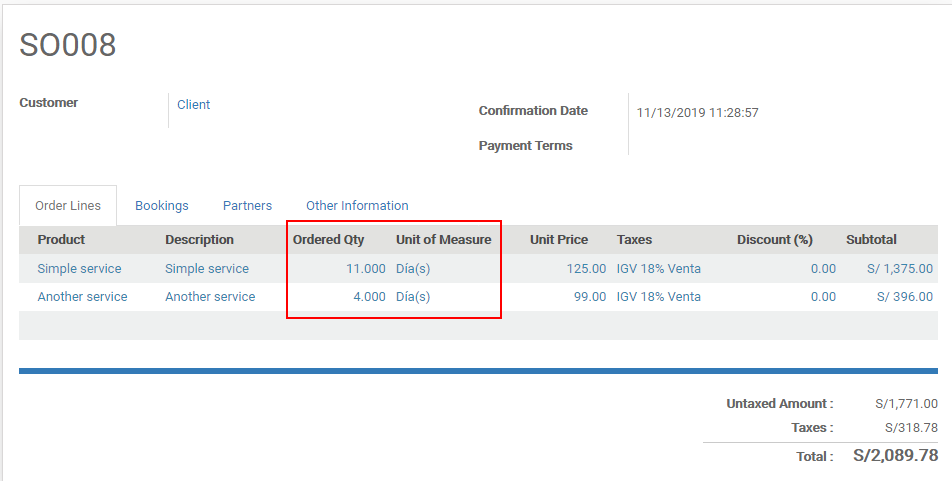 SO008
Customer Client
Confirmation Date 11/13/2019 11:28:57
Payment Terms
Order Lines Bookings Partners Other Information
Product Description Ordered Qty Unit of Measure Unit Price Taxes Discount (%) Subtotal
Simple service Simple service 11.000 Día(s) 125.00 IGV 18% Venta 0.00 S/ 1,375.00
Another service Another service 4.000 Día(s) 99.00 IGV 18% Venta 0.00 S/ 396.00
Untaxed Amount : S/1,771.00
Taxes : S/318.78
Total : S/2,089.78